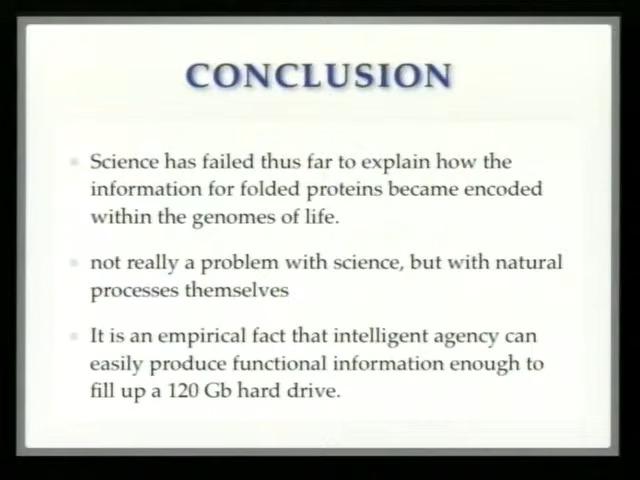 CONCLUSION
Science has failed thus far to explain how the
information for folded proteins became encoded
within the genomes of life.
not really a problem with science, but with natural
processes themselves
It is an empirical fact that intelligent agency can
easily produce functional information enough to
fill up a 120 Gb hard drive.